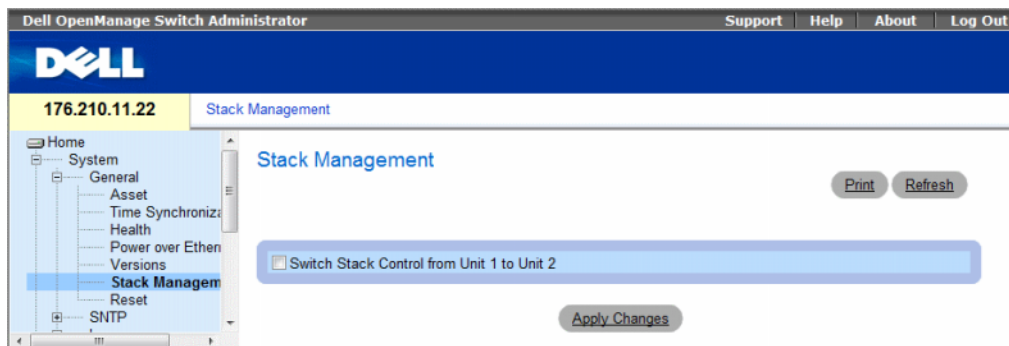 Dell OpenManage Switch Administrator
Support Help About Log Out
DELL
176.210.11.22
Stack Management
Home
System
General
Asset
Time Synchroniza
Health
Power over Ethern
Versions
Stack Managem
Reset
SNTP
Stack Management
Print Refresh
Switch Stack Control from Unit 1 to Unit 2
Apply Changes